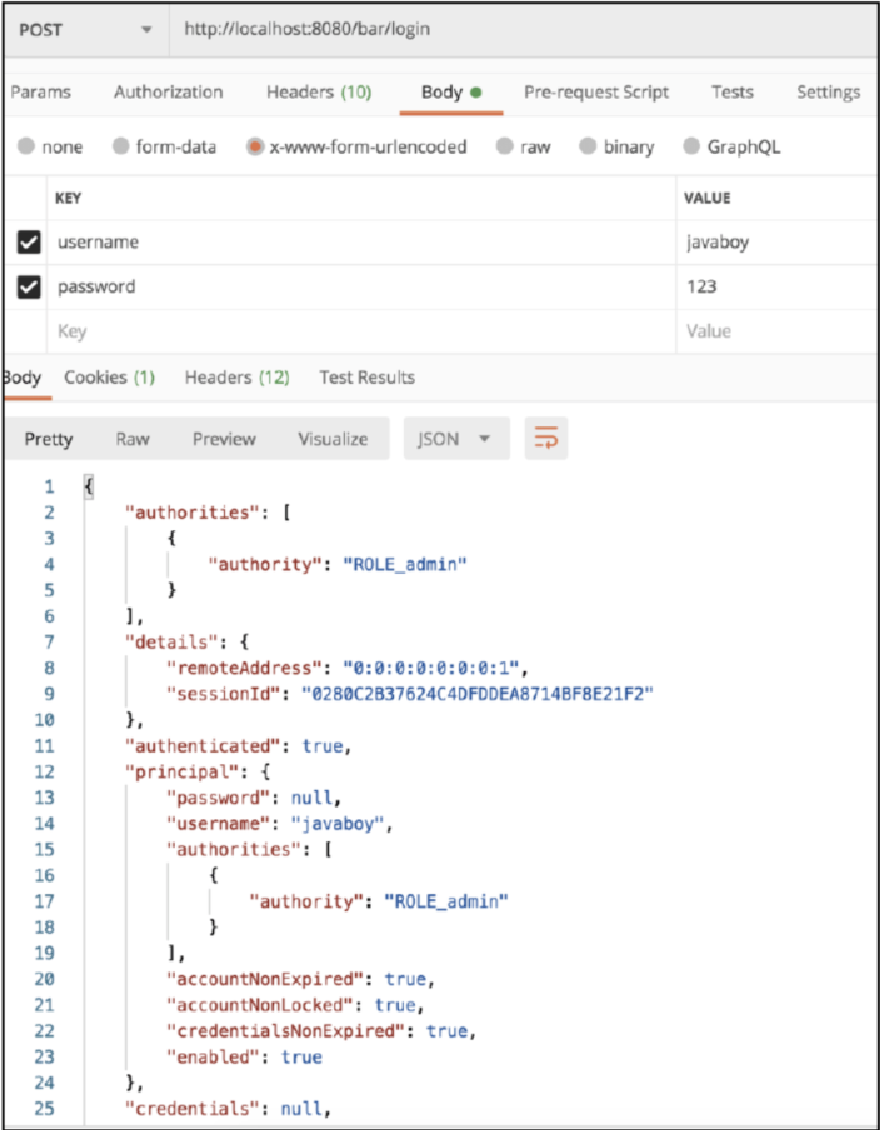 POST http://localhost:8080/bar/login
Params Authorization Headers (10) Body Pre-request Script Tests Settings
none form-data x-www-form-urlencoded raw binary GraphQL
KEY VALUE
username javaboy
password 123
Key Value
Body Cookies (1) Headers (12) Test Results
Pretty Raw Preview Visualize JSON
1 {
2 "authorities": [
3 {
4 "authority": "ROLE_admin"
5 }
6 ],
7 "details": {
8 "remoteAddress": "0:0:0:0:0:0:0:1",
9 "sessionId": "0280C2B37624C4DFDDEA8714BF8E21F2"
10 },
11 "authenticated": true,
12 "principal": {
13 "password": null,
14 "username": "javaboy",
15 "authorities": [
16 {
17 "authority": "ROLE_admin"
18 }
19 ],
20 "accountNonExpired": true,
21 "accountNonLocked": true,
22 "credentialsNonExpired": true,
23 "enabled": true
24 },
25 "credentials": null,